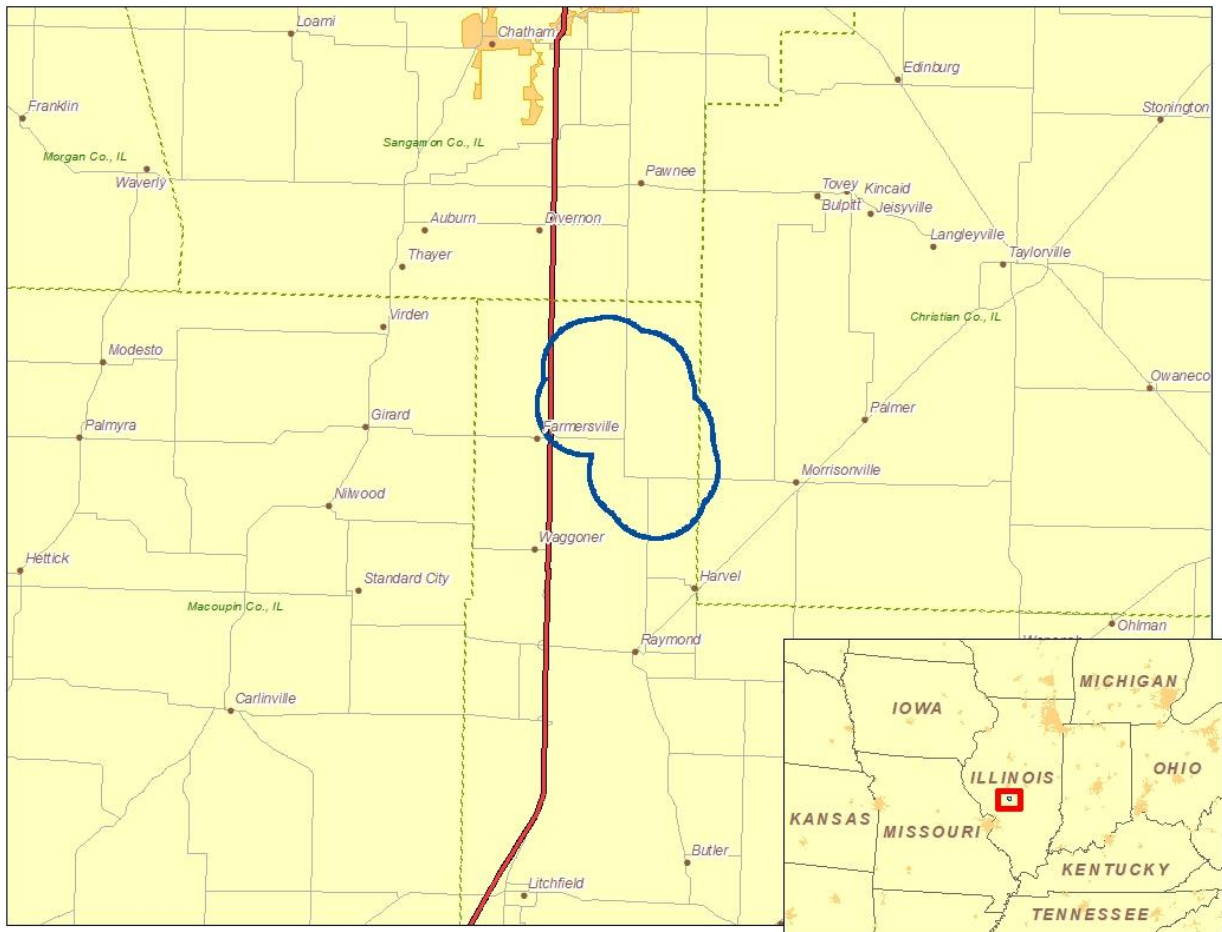 Loami
Chatham
Edinburg
Franklin
Stonington
Sangamon Co., IL
Morgan Co., IL
Waverly
Pawnee
Tovey
Kincaid
Bulpitt
Jeisyville
Auburn
Divernon
Langleyville
Thayer
Taylorville
Christian Co., IL
Virden
Modesto
Owaneco
Palmyra
Girard
Farmersville
Palmer
Nilwood
Morrisonville
Waggoner
Hettick
Standard City
Harvel
Macoupin Co., IL
Ohlman
Raymond
Carlinville
Butler
Litchfield
MICHIGAN
IOWA
ILLINOIS
OHIO
KANSAS
MISSOURI
KENTUCKY
TENNESSEE